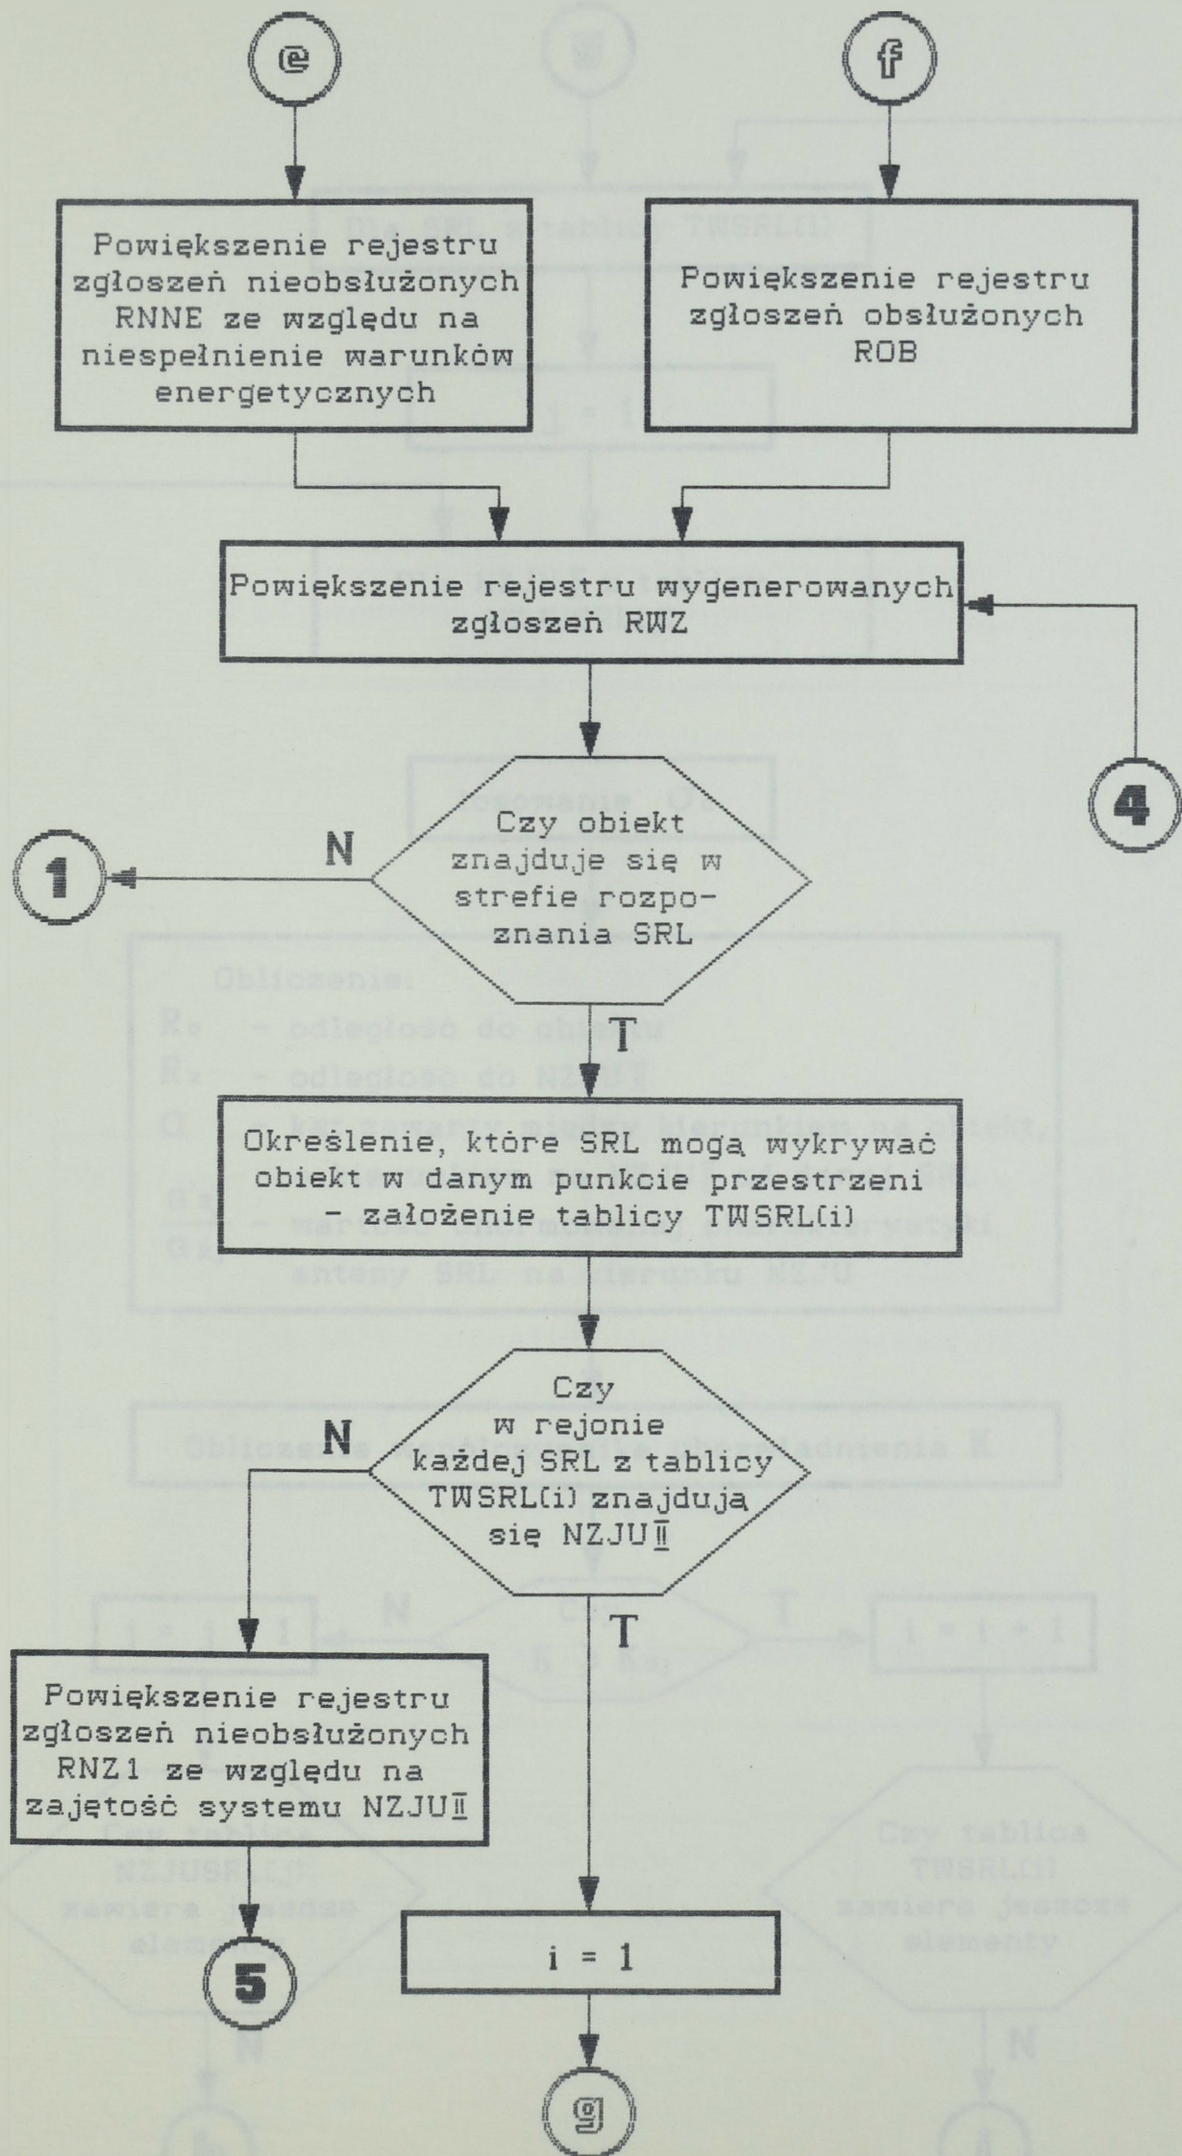 e
f
Powiększenie rejestru
zgłoszeń nieobsłużonych
RNNE ze względu na
niespełnienie warunków
energetycznych
Powiększenie rejestru
zgłoszeń obsłużonych
ROB
Powiększenie rejestru wygenerowanych
zgłoszeń RWZ
4
Czy obiekt
znajduje się w
strefie rozpo-
znania SRL
N
1
T
Określenie, które SRL mogą wykrywać
obiekt w danym punkcie przestrzeni
- założenie tablicy TWSRL(i)
Czy
w rejonie
każdej SRL z tablicy
TWSRL(i) znajdują
się NZJUⅡ
N
T
Powiększenie rejestru
zgłoszeń nieobsłużonych
RNZ1 ze względu na
zajętość systemu NZJUⅡ
5
i = 1
g